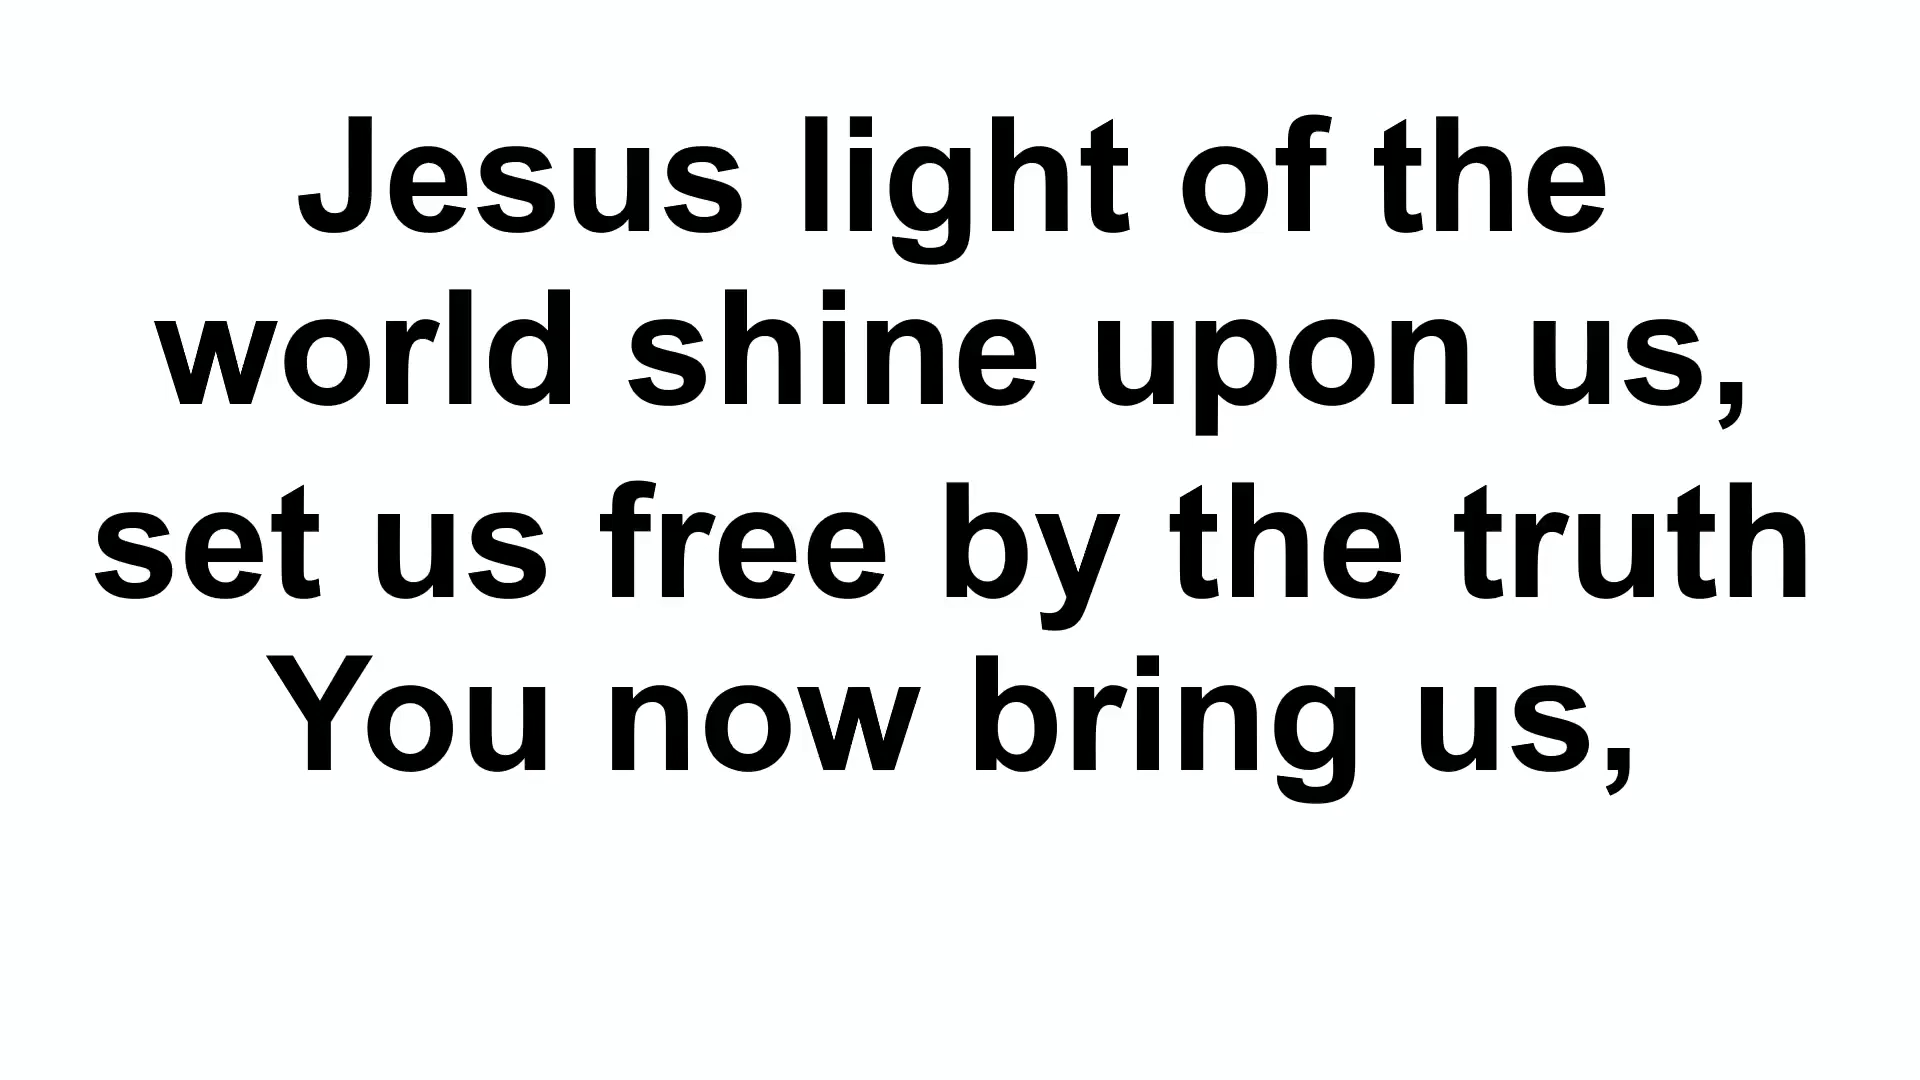 Jesus light of the
world shine upon us,
set us free by the truth
You now bring us,